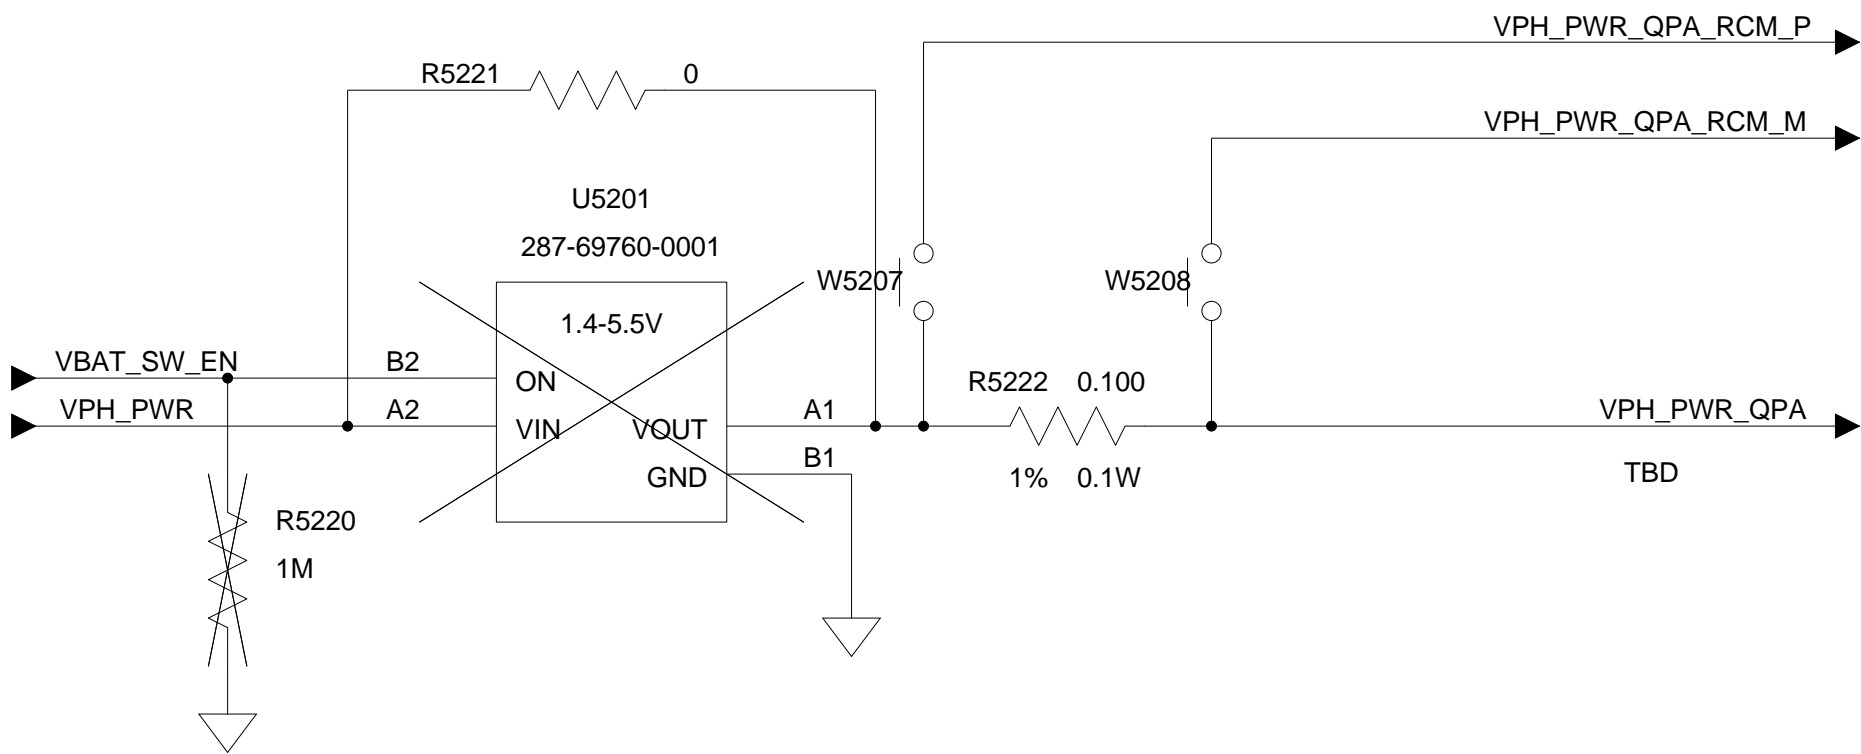 VPH_PWR_QPA_RCM_P
R5221 0
VPH_PWR_QPA_RCM_M
U5201
287-69760-0001
W5207
W5208
1.4-5.5V
VBAT_SW_EN B2
ON
R5222 0.100
VPH_PWR A2
VIN VOUT
A1
VPH_PWR_QPA
GND
B1
1% 0.1W
TBD
R5220
1M